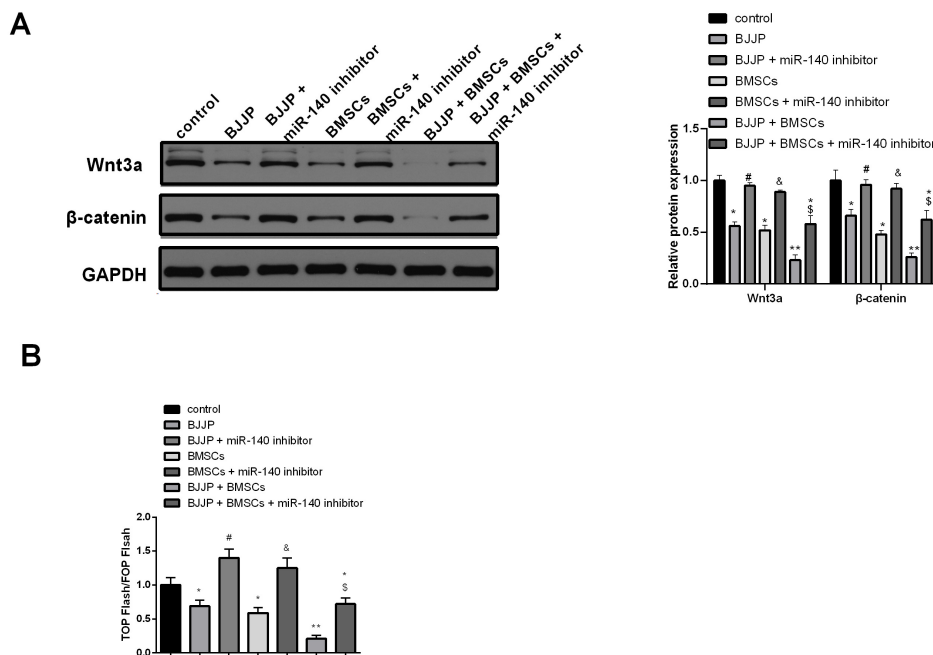 A
control
BJJP
BJJP +
miR-140 inhibitor
BMSCs
BMSCs +
miR-140 inhibitor
BJJP + BMSCs
BJJP + BMSCs +
miR-140 inhibitor
Wnt3a
β-catenin
GAPDH
control
BJJP
BJJP + miR-140 inhibitor
BMSCs
BMSCs + miR-140 inhibitor
BJJP + BMSCs
BJJP + BMSCs + miR-140 inhibitor
Relative protein expression
1.5
1.0
0.5
0.0
* # * & ** * $
* # * & ** * $
Wnt3a
β-catenin
B
control
BJJP
BJJP + miR-140 inhibitor
BMSCs
BMSCs + miR-140 inhibitor
BJJP + BMSCs
BJJP + BMSCs + miR-140 inhibitor
TOP Flash/FOP Flsah
2.0
1.5
1.0
0.5
0.0
* # * & ** * $